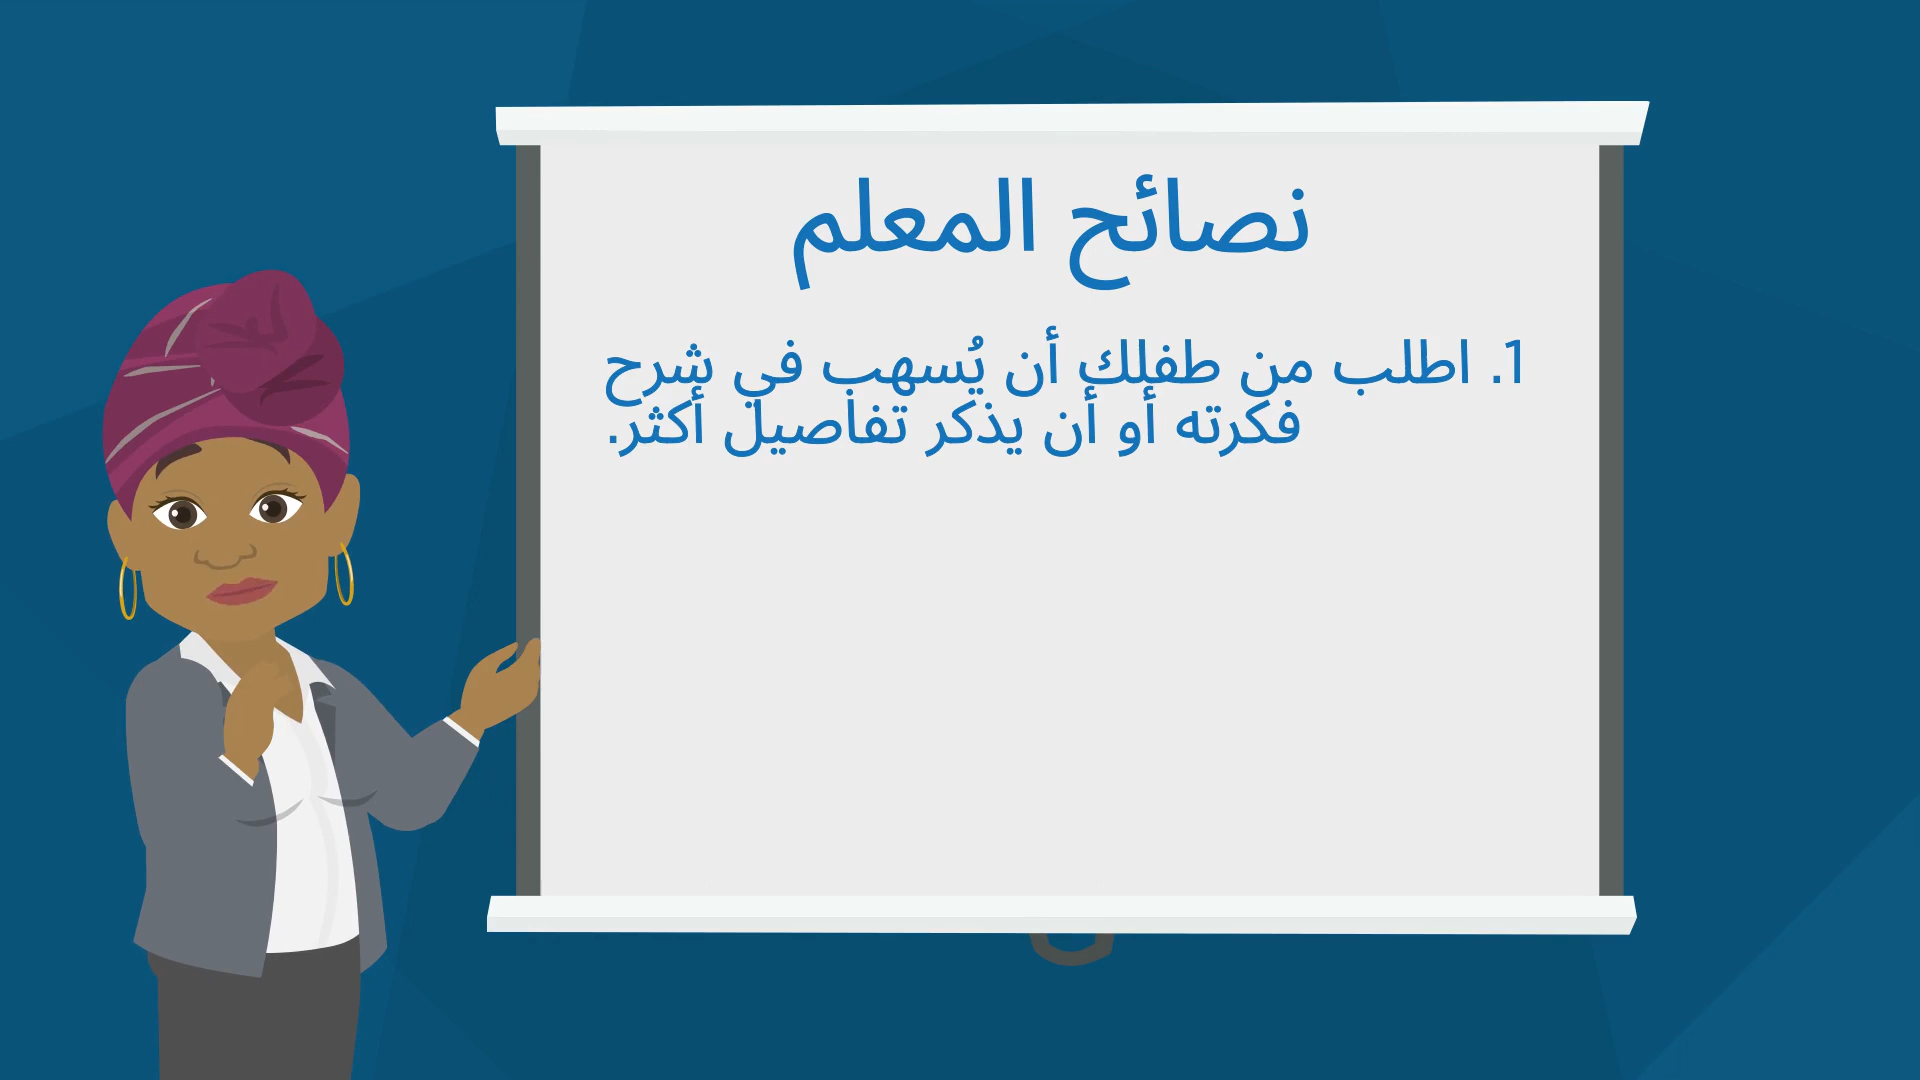 نصائح المعلم
1. اطلب من طفلك أن يُسهب في شرح
فكرته أو أن يذكر تفاصيل أكثر.